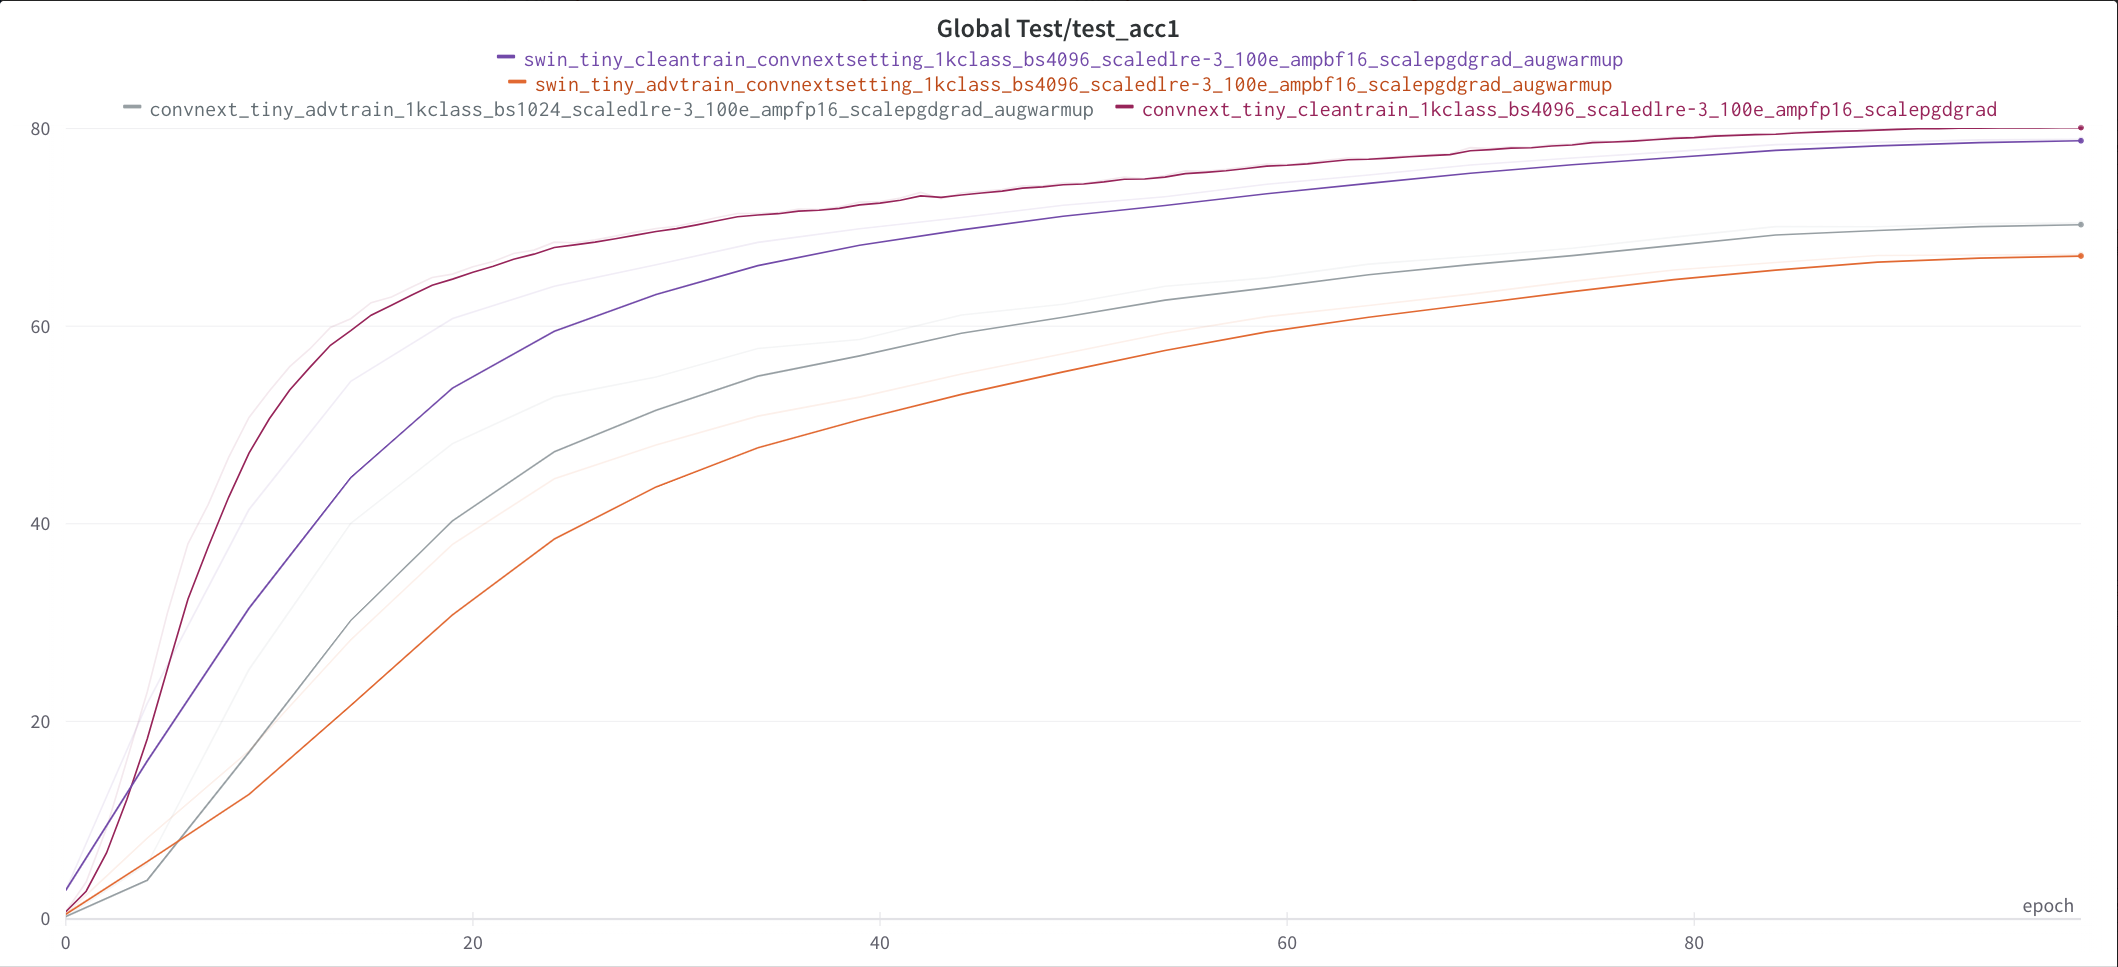 Global Test/test_acc1
swin_tiny_cleantrain_convnextsetting_1kclass_bs4096_scaledlre-3_100e_ampbf16_scalepgdgrad_augwarmup
swin_tiny_advtrain_convnextsetting_1kclass_bs4096_scaledlre-3_100e_ampbf16_scalepgdgrad_augwarmup
convnext_tiny_advtrain_1kclass_bs1024_scaledlre-3_100e_ampfp16_scalepgdgrad_augwarmup convnext_tiny_cleantrain_1kclass_bs4096_scaledlre-3_100e_ampfp16_scalepgdgrad
80
60
40
20
0
epoch
0 20 40 60 80